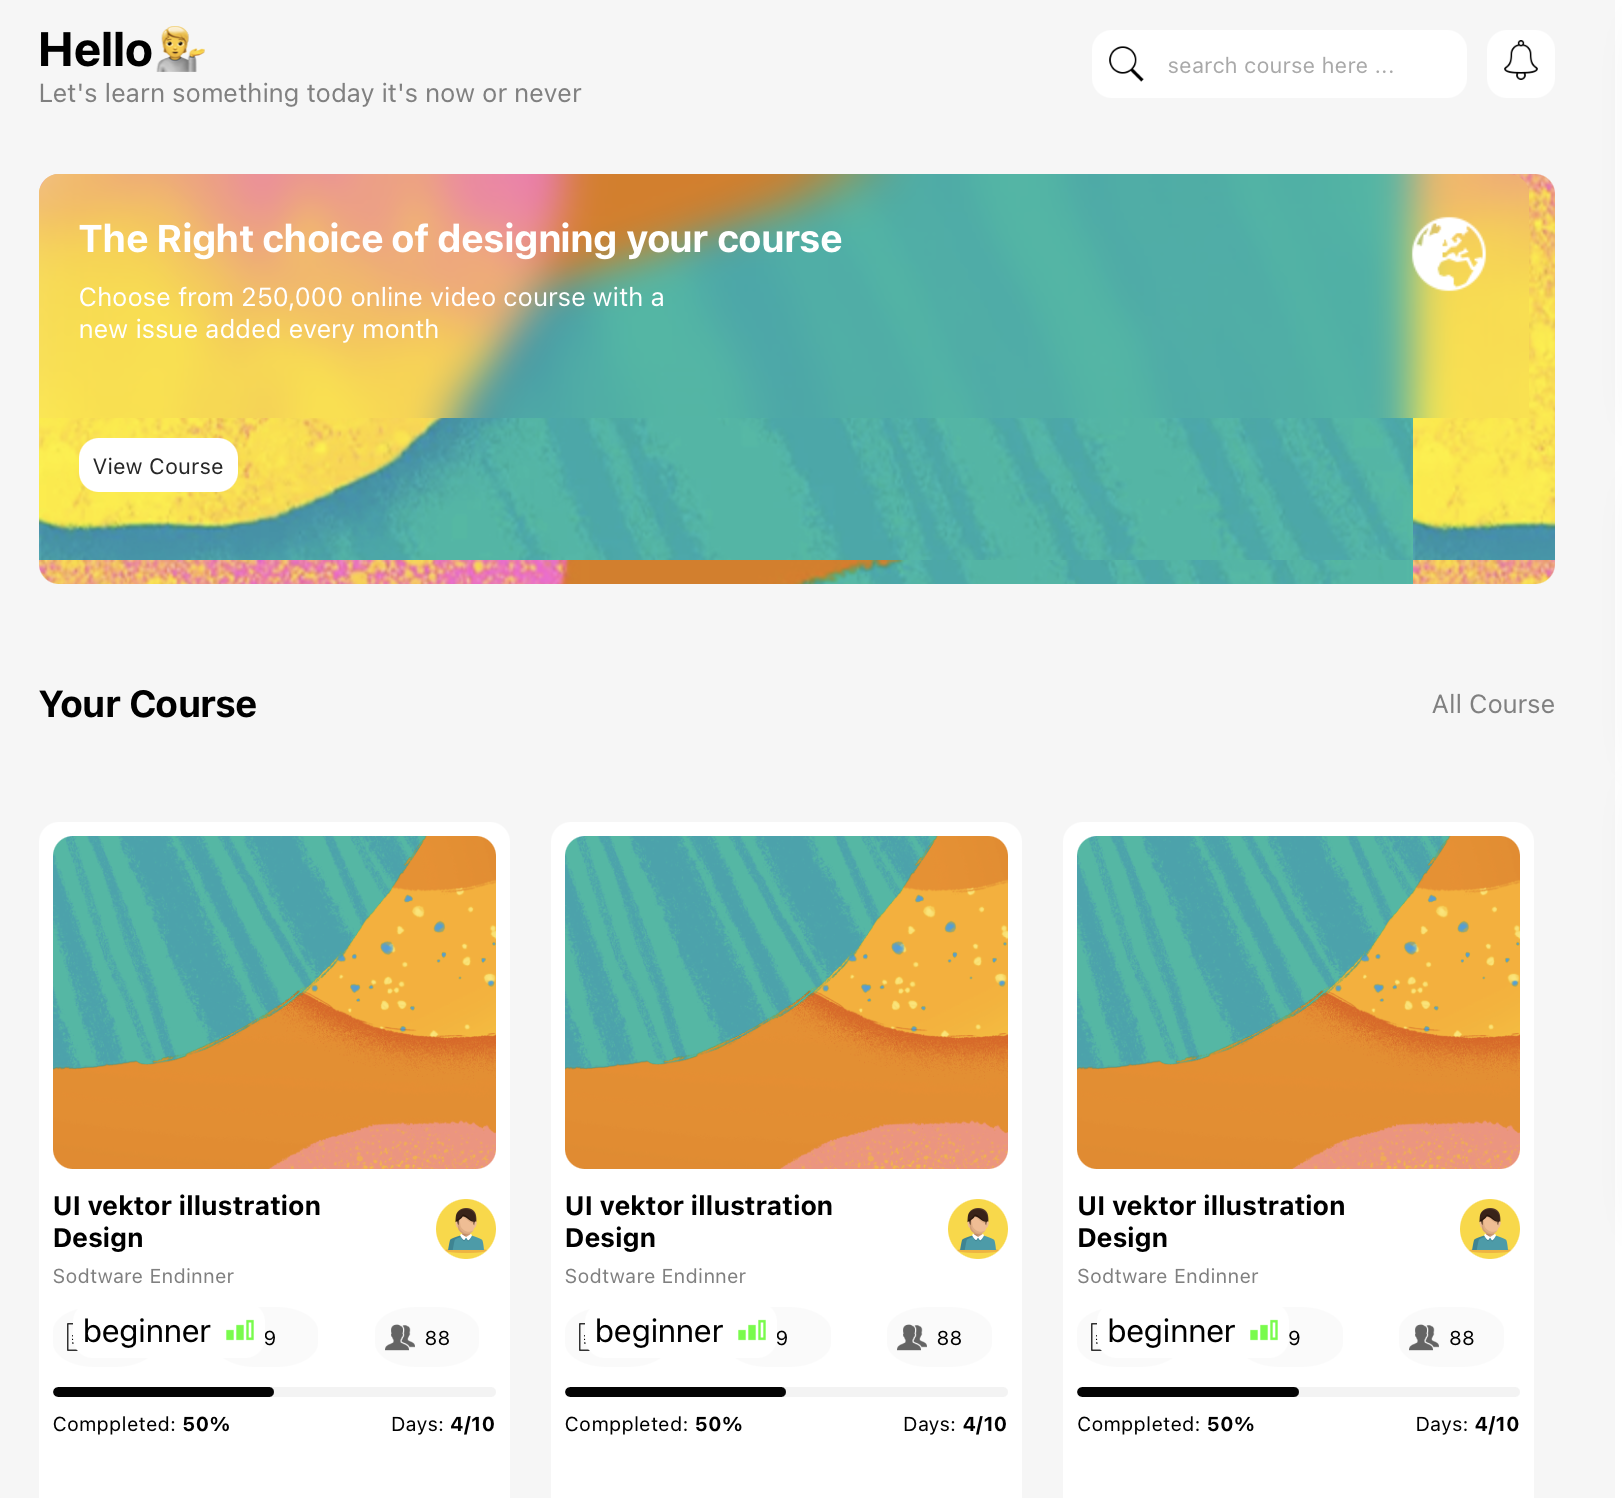 Hello
Let's learn something today it's now or never
search course here ...
The Right choice of designing your course
Choose from 250,000 online video course with a
new issue added every month
View Course
Your Course
All Course
UI vektor illustration
Design
Sodtware Endinner
beginner 9 88
Comppleted: 50% Days: 4/10
UI vektor illustration
Design
Sodtware Endinner
beginner 9 88
Comppleted: 50% Days: 4/10
UI vektor illustration
Design
Sodtware Endinner
beginner 9 88
Comppleted: 50% Days: 4/10